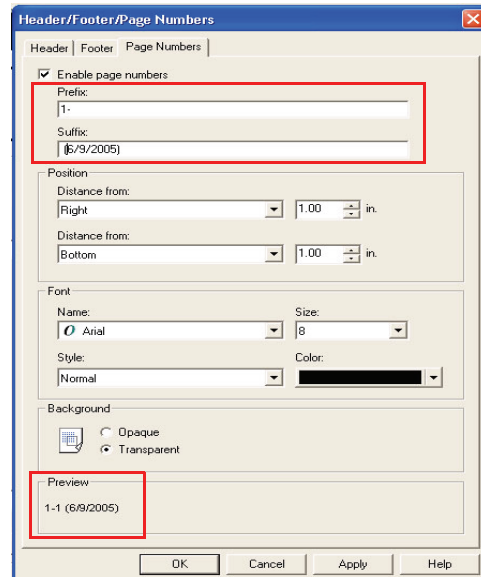 Header/Footer/Page Numbers
Header Footer Page Numbers
Enable page numbers
Prefix:
1-
Suffix:
(6/9/2005)
Position
Distance from:
Right 1.00 in.
Distance from:
Bottom 1.00 in.
Font
Name: Size:
O Arial 8
Style: Color:
Normal
Background
Opaque
Transparent
Preview
1-1 (6/9/2005)
OK Cancel Apply Help